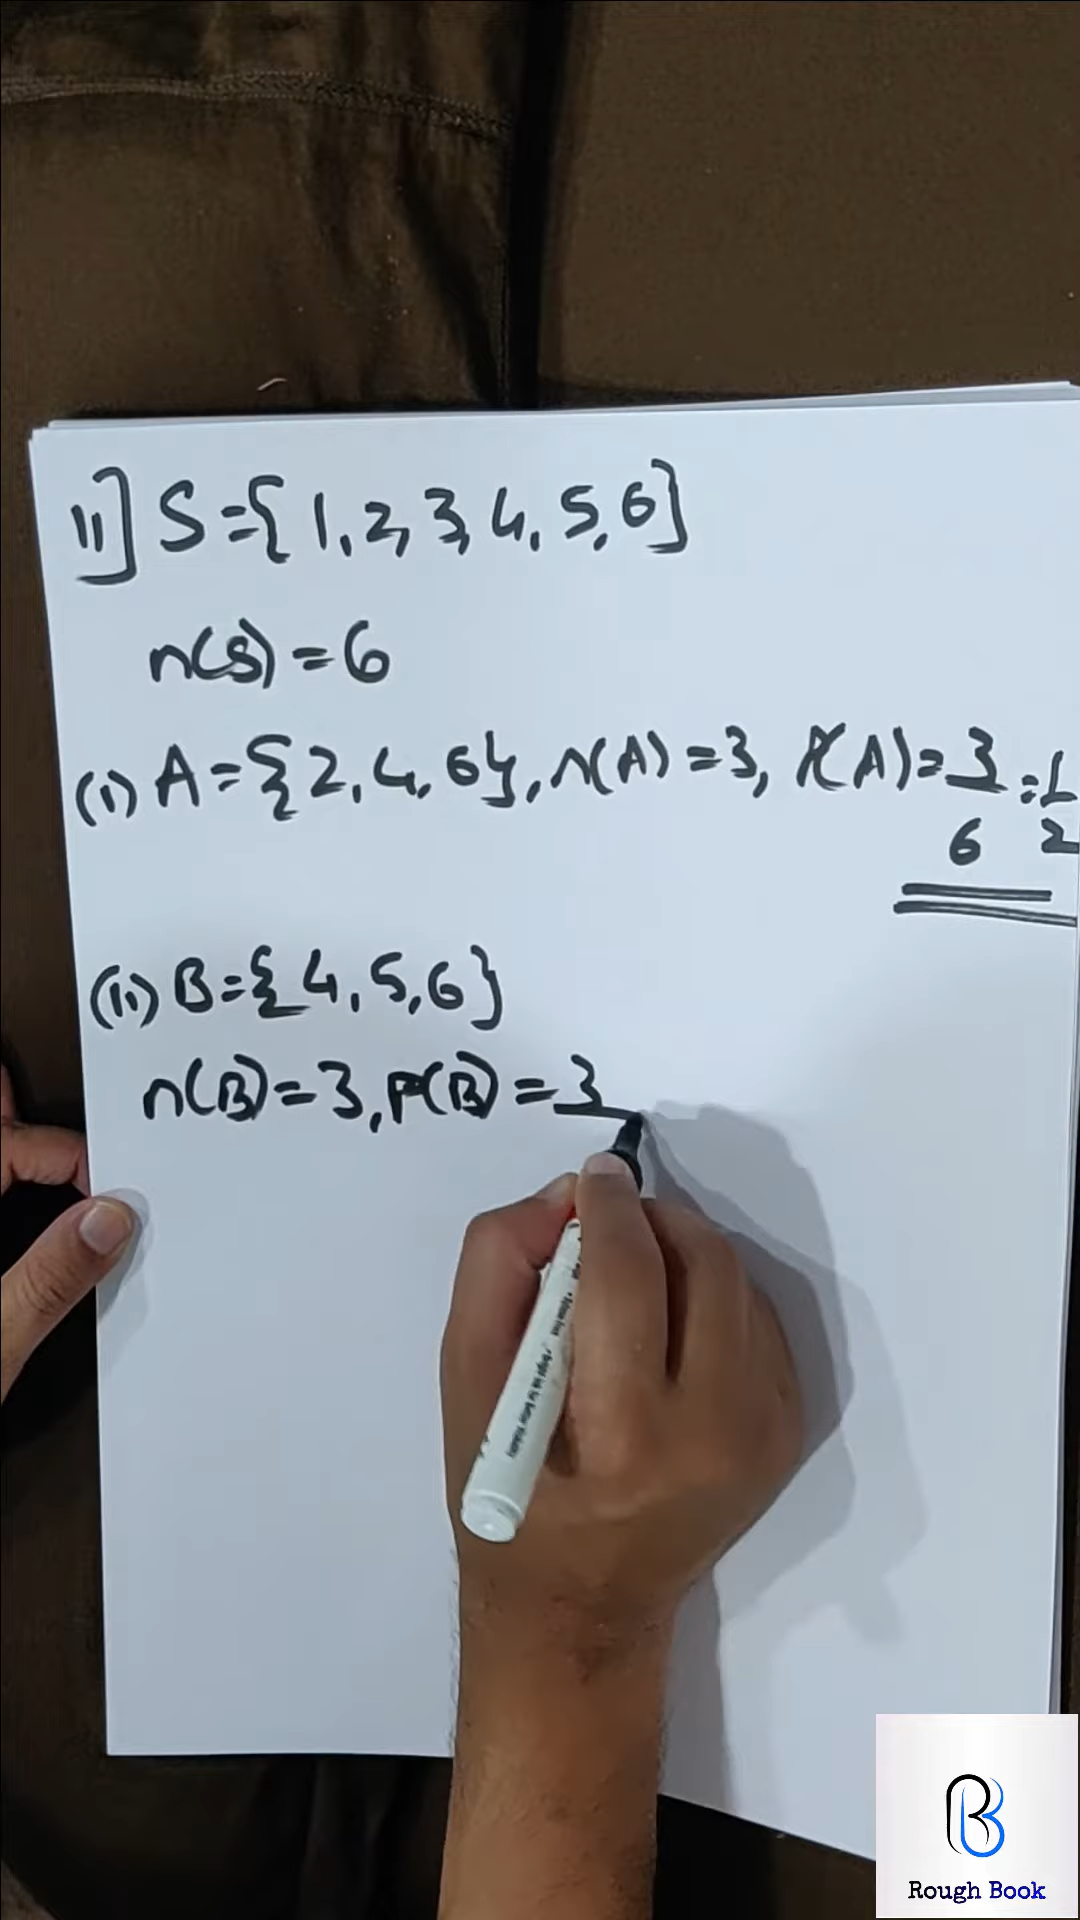 11] S={1,2,3,4,5,6}
n(S)=6
(i) A={2,4,6}, n(A)=3, P(A)=3/6=1/2
(ii) B={4,5,6}
n(B)=3, P(B)=3
Rough Book